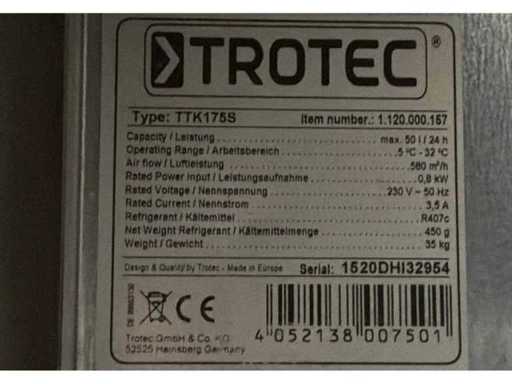 TROTEC®
Type: TTK175S Item number.: 1.120.000.157
Capacity / Leistung max. 50 l / 24 h
Operating Range / Arbeitsbereich 5 °C - 32 °C
Air flow / Luftleistung 580 m³/h
Rated Power Input / Leistungsaufnahme 0,8 kW
Rated Voltage / Nennspannung 230 V ~ 50 Hz
Rated Current / Nennstrom 3,5 A
Refrigerant / Kältemittel R407c
Net Weight Refrigerant / Kältemittelmenge 450 g
Weight / Gewicht 35 kg
Design & Quality by Trotec - Made in Europe Serial: 1520DHI32954
CE
Trotec GmbH & Co. KG
52525 Heinsberg Germany
4 052138 007501